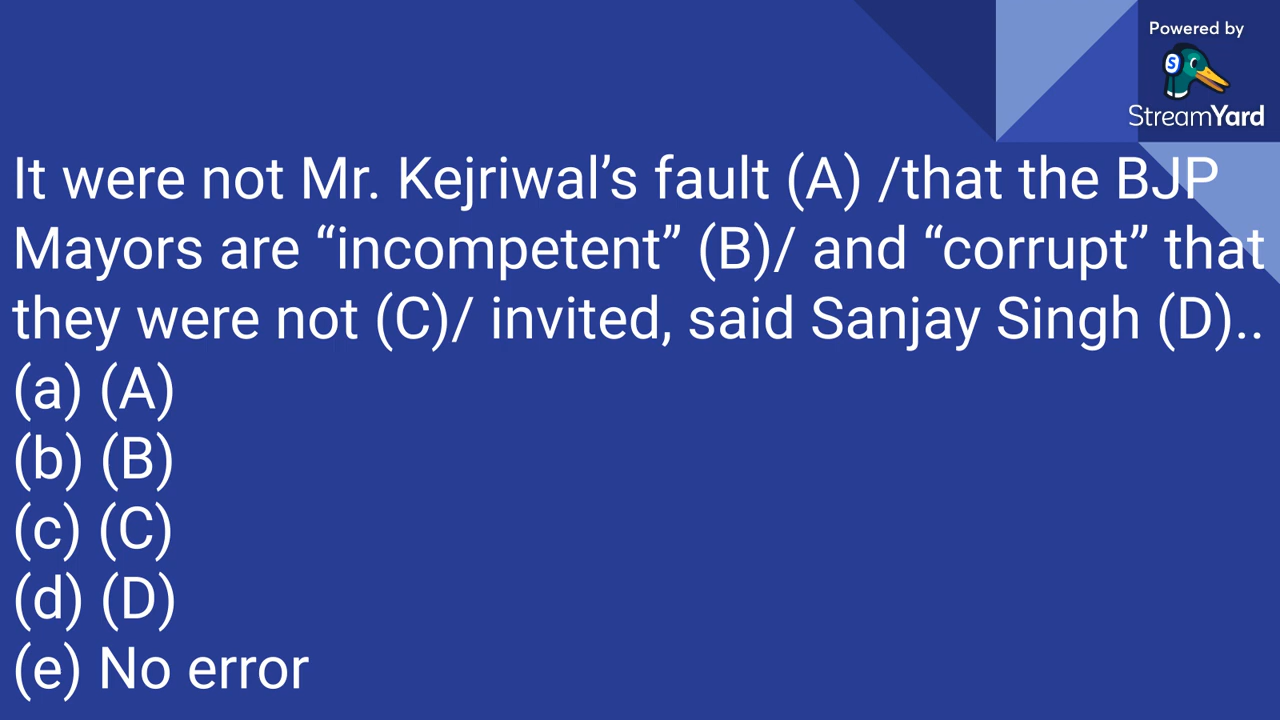 Powered by
S
StreamYard
It were not Mr. Kejriwal’s fault (A) /that the BJP
Mayors are “incompetent” (B)/ and “corrupt” that
they were not (C)/ invited, said Sanjay Singh (D)..
(a) (A)
(b) (B)
(c) (C)
(d) (D)
(e) No error